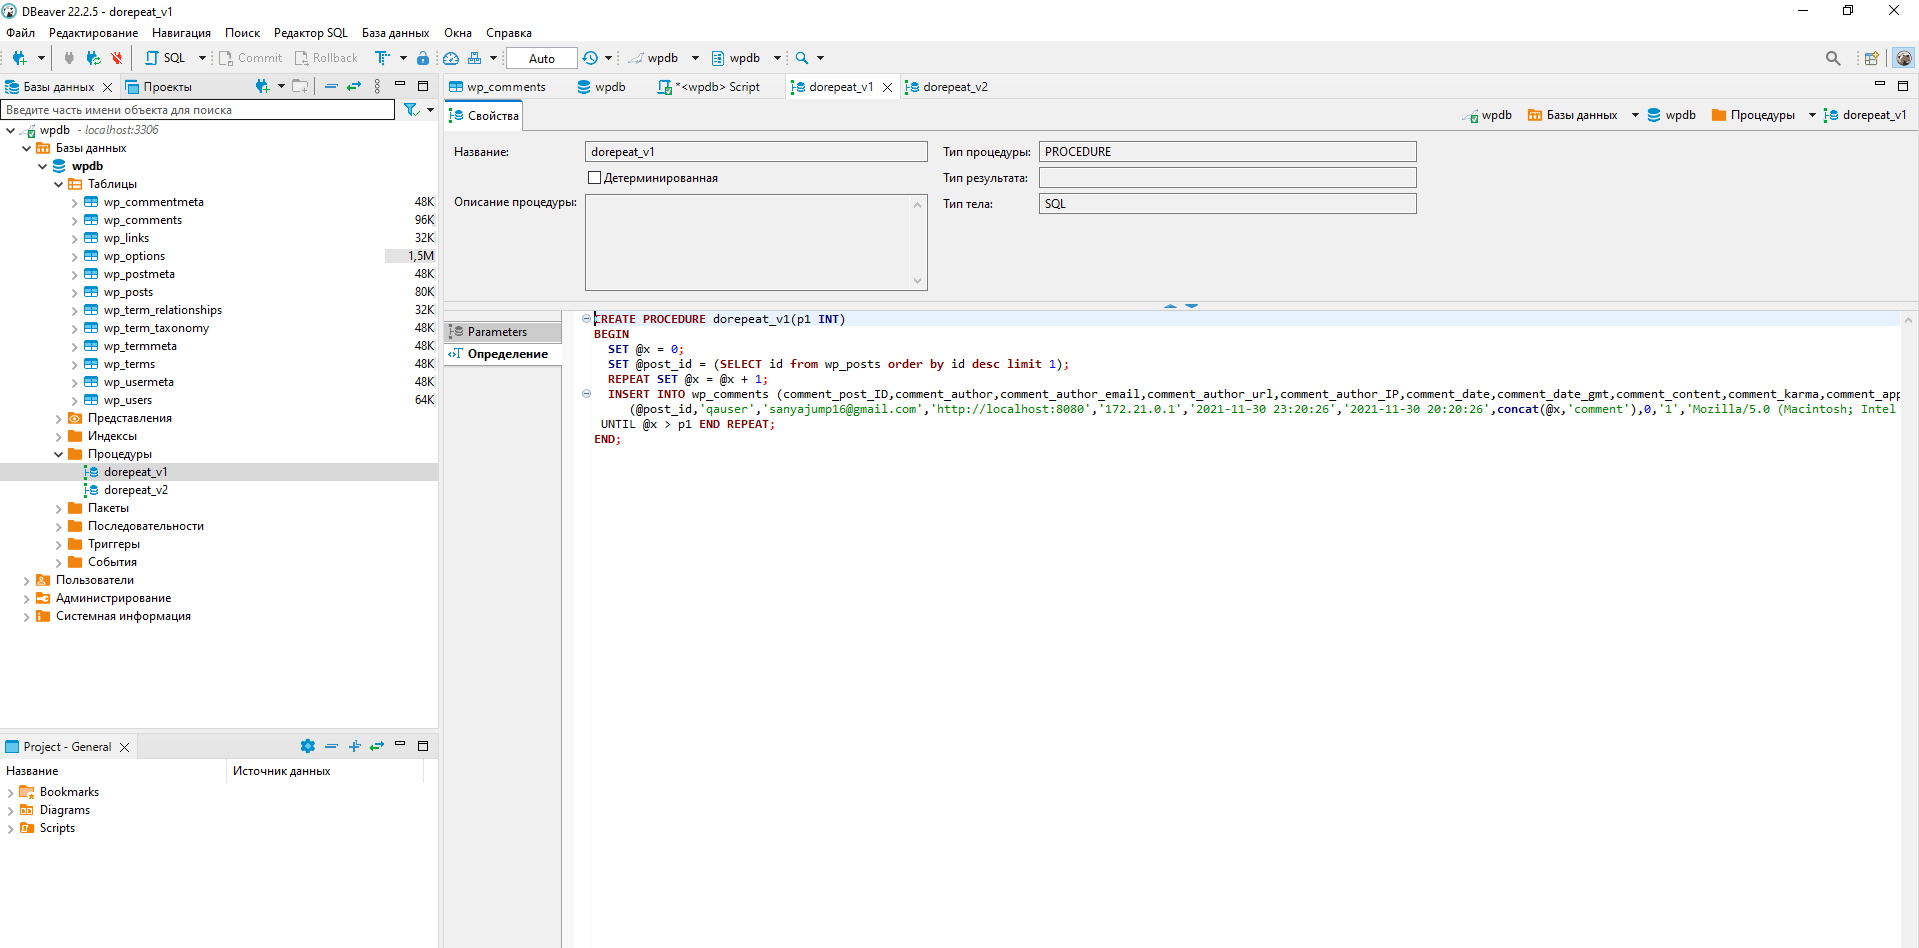 DBeaver 22.2.5 - dorepeat_v1
Файл Редактирование Навигация Поиск Редактор SQL База данных Окна Справка
SQL Commit Rollback Auto wpdb wpdb
Базы данных Проекты
wp_comments wpdb *<wpdb> Script dorepeat_v1 dorepeat_v2
Введите часть имени объекта для поиска
Свойства
wpdb Базы данных wpdb Процедуры dorepeat_v1
wpdb - localhost:3306
Базы данных
wpdb
Таблицы
wp_commentmeta 48K
wp_comments 96K
wp_links 32K
wp_options 1,5M
wp_postmeta 48K
wp_posts 80K
wp_term_relationships 32K
wp_term_taxonomy 48K
wp_termmeta 48K
wp_terms 48K
wp_usermeta 48K
wp_users 64K
Представления
Индексы
Процедуры
dorepeat_v1
dorepeat_v2
Пакеты
Последовательности
Триггеры
События
Пользователи
Администрирование
Системная информация
Название: dorepeat_v1
Тип процедуры: PROCEDURE
Детерминированная
Тип результата:
Описание процедуры:
Тип тела: SQL
Parameters
Определение
CREATE PROCEDURE dorepeat_v1(p1 INT)
BEGIN
SET @x = 0;
SET @post_id = (SELECT id from wp_posts order by id desc limit 1);
REPEAT SET @x = @x + 1;
INSERT INTO wp_comments (comment_post_ID,comment_author,comment_author_email,comment_author_url,comment_author_IP,comment_date,comment_date_gmt,comment_content,comment_karma,comment_app
(@post_id,'qauser','sanyajump16@gmail.com','http://localhost:8080','172.21.0.1','2021-11-30 23:20:26','2021-11-30 20:20:26',concat(@x,'comment'),0,'1','Mozilla/5.0 (Macintosh; Intel
UNTIL @x > p1 END REPEAT;
END;
Project - General
Название Источник данных
Bookmarks
Diagrams
Scripts